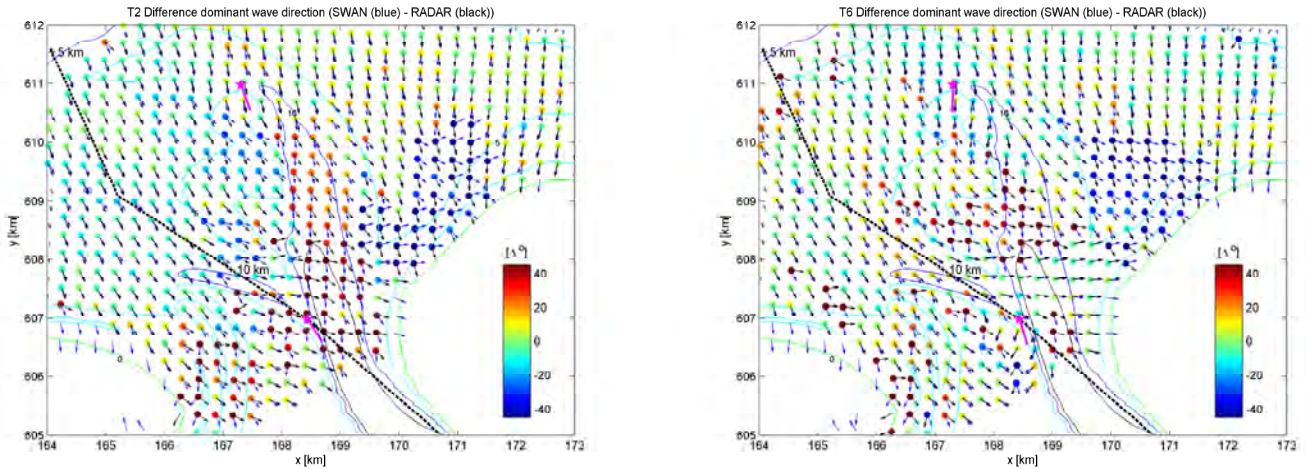 T2 Difference dominant wave direction (SWAN (blue) - RADAR (black))
612
611
610
609
608
607
606
605
y [km]
5 km
10 km
10
5
0
[°]
40
20
0
-20
-40
164 165 166 167 168 169 170 171 172 173
x [km]
T6 Difference dominant wave direction (SWAN (blue) - RADAR (black))
612
611
610
609
608
607
606
605
y [km]
5 km
10 km
10
5
0
[°]
40
20
0
-20
-40
164 165 166 167 168 169 170 171 172 173
x [km]